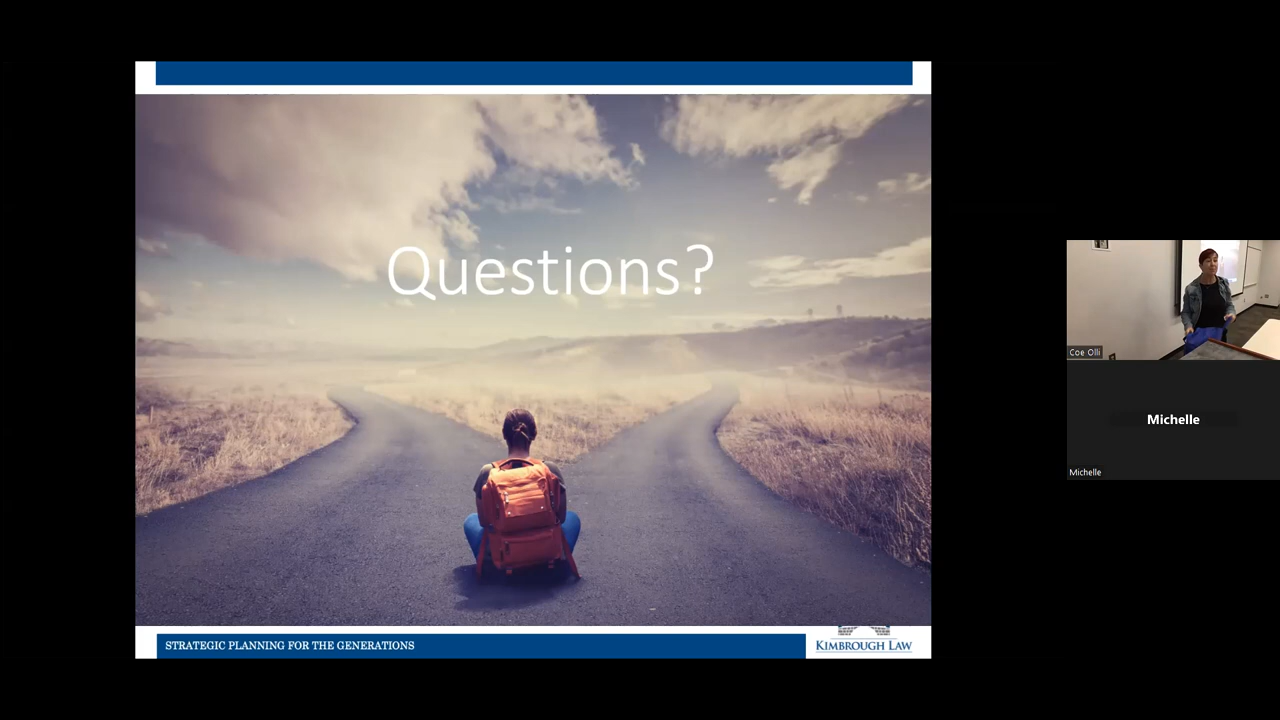 Questions?
STRATEGIC PLANNING FOR THE GENERATIONS
KIMBROUGH LAW
Coe Olli
Michelle
Michelle